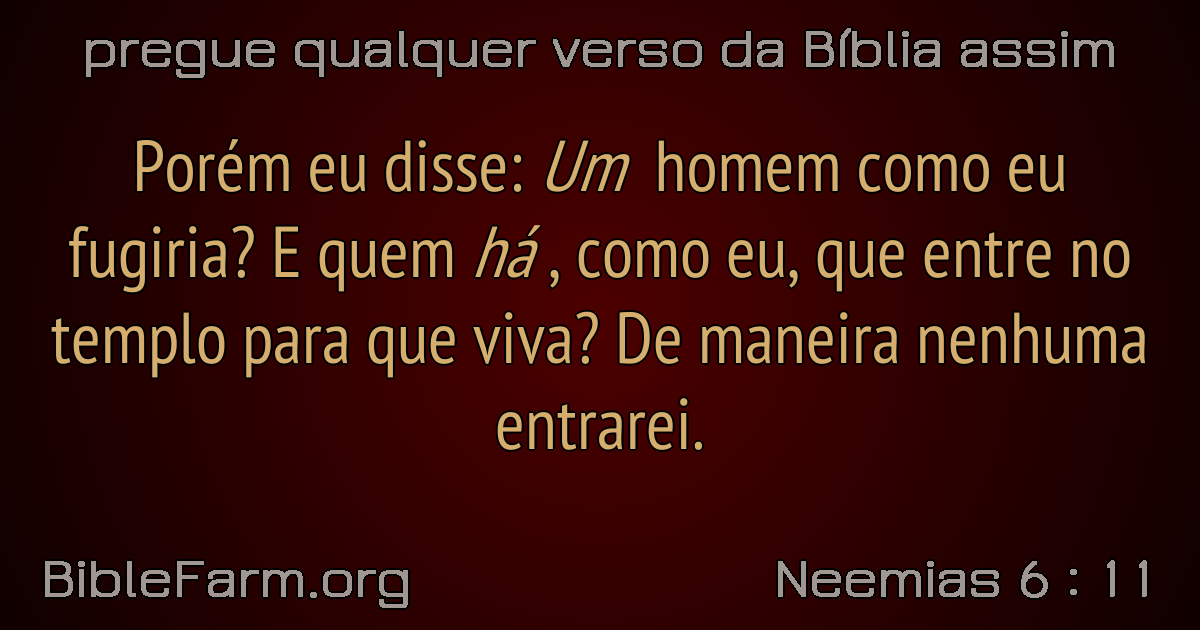 pregue qualquer verso da Bíblia assim
Porém eu disse: Um homem como eu
fugiria? E quem há , como eu, que entre no
templo para que viva? De maneira nenhuma
entrarei.
BibleFarm.org
Neemias 6 : 11